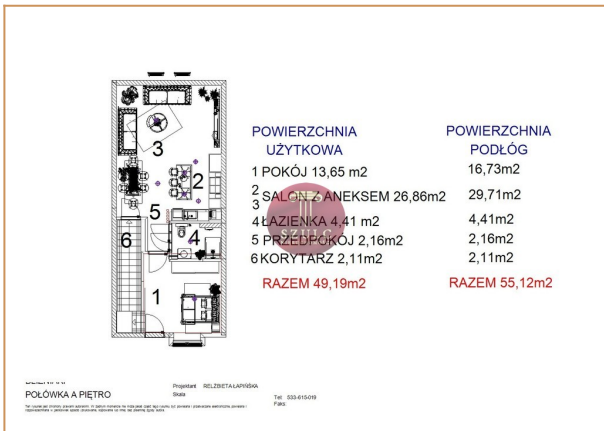 POWIERZCHNIA
UŻYTKOWA
POWIERZCHNIA
PODŁÓG
1 POKÓJ 13,65 m2
16,73m2
2
3
SALON Z ANEKSEM 26,86m2
29,71m2
4 ŁAZIENKA 4,41 m2
4,41m2
5 PRZEDPOKÓJ 2,16m2
2,16m2
6 KORYTARZ 2,11m2
2,11m2
RAZEM 49,19m2
RAZEM 55,12m2
SZULC
3
2
5
6
4
1
POŁÓWKA A PIĘTRO
Projektant RELŻBIETA ŁAPIŃSKA
Skala
Tel: 533-615-019
Faks: